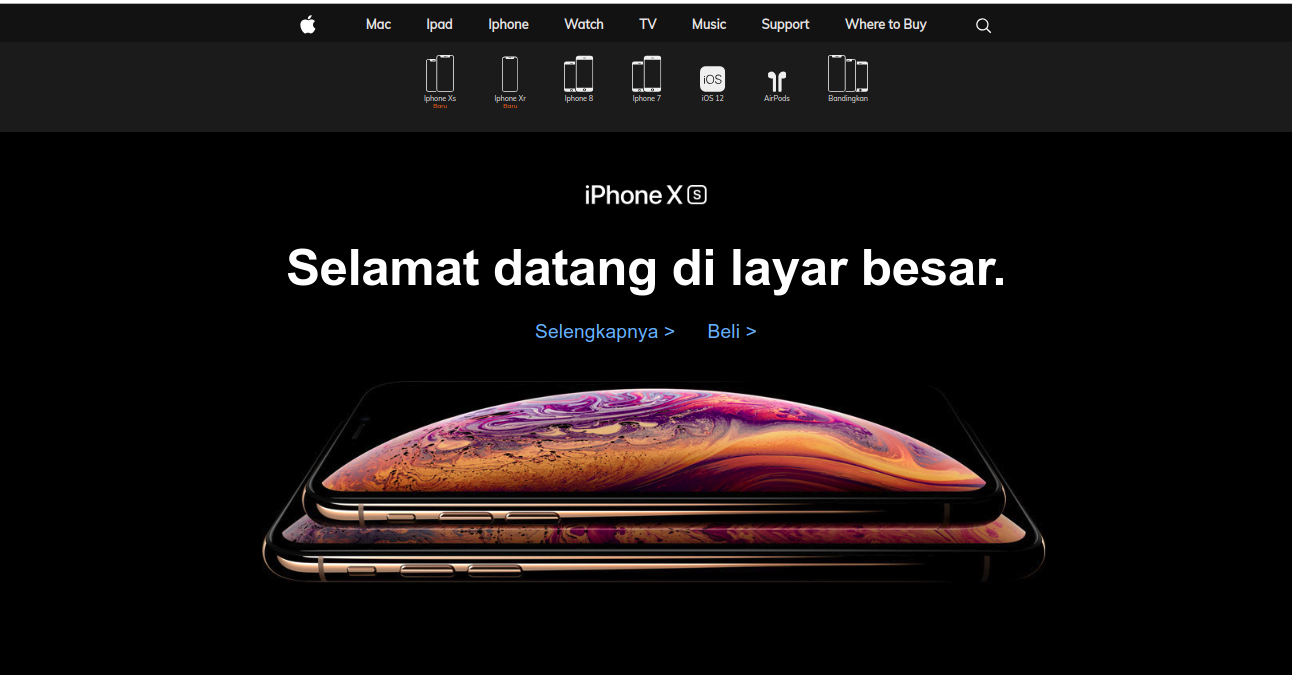 Mac Ipad Iphone Watch TV Music Support Where to Buy
iOS
Iphone Xs Iphone Xr Iphone 8 Iphone 7 iOS 12 AirPods Bandingkan
Baru Baru
iPhone X S
Selamat datang di layar besar.
Selengkapnya > Beli >